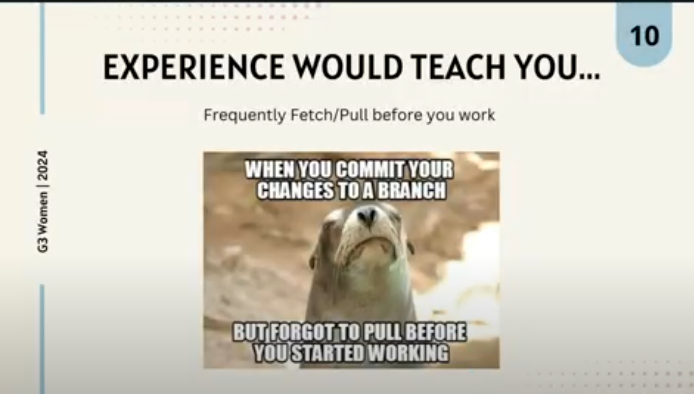 10
EXPERIENCE WOULD TEACH YOU...
Frequently Fetch/Pull before you work
G3 Women | 2024
WHEN YOU COMMIT YOUR
CHANGES TO A BRANCH
BUT FORGOT TO PULL BEFORE
YOU STARTED WORKING